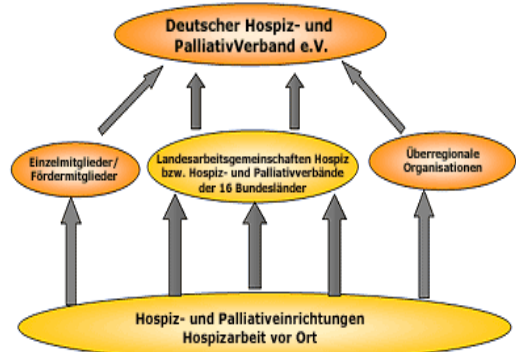 Deutscher Hospiz- und
PalliativVerband e.V.
Einzelmitglieder/
Fördermitglieder
Landesarbeitsgemeinschaften Hospiz
bzw. Hospiz- und Palliativverbände
der 16 Bundesländer
Überregionale
Organisationen
Hospiz- und Palliativeinrichtungen
Hospizarbeit vor Ort